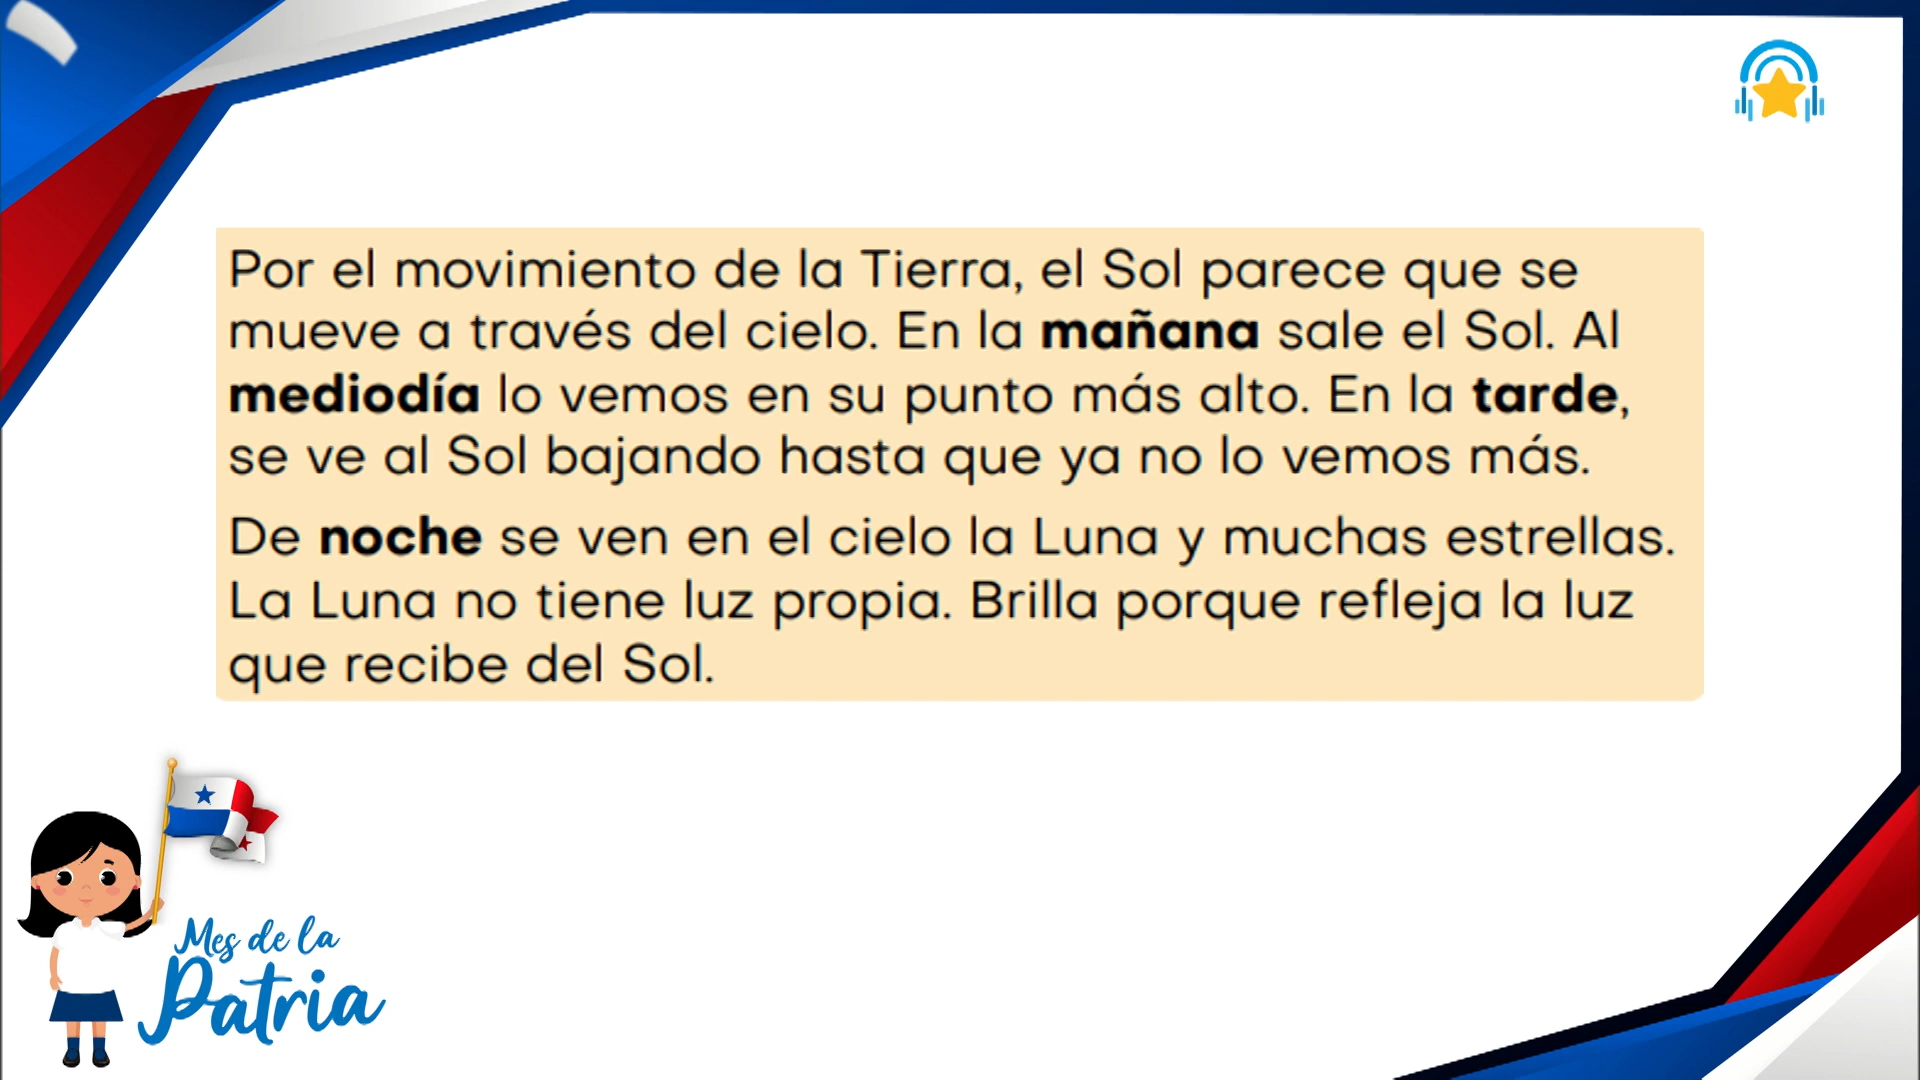 Por el movimiento de la Tierra, el Sol parece que se
mueve a través del cielo. En la mañana sale el Sol. Al
mediodía lo vemos en su punto más alto. En la tarde,
se ve al Sol bajando hasta que ya no lo vemos más.
De noche se ven en el cielo la Luna y muchas estrellas.
La Luna no tiene luz propia. Brilla porque refleja la luz
que recibe del Sol.
Mes de la
Patria